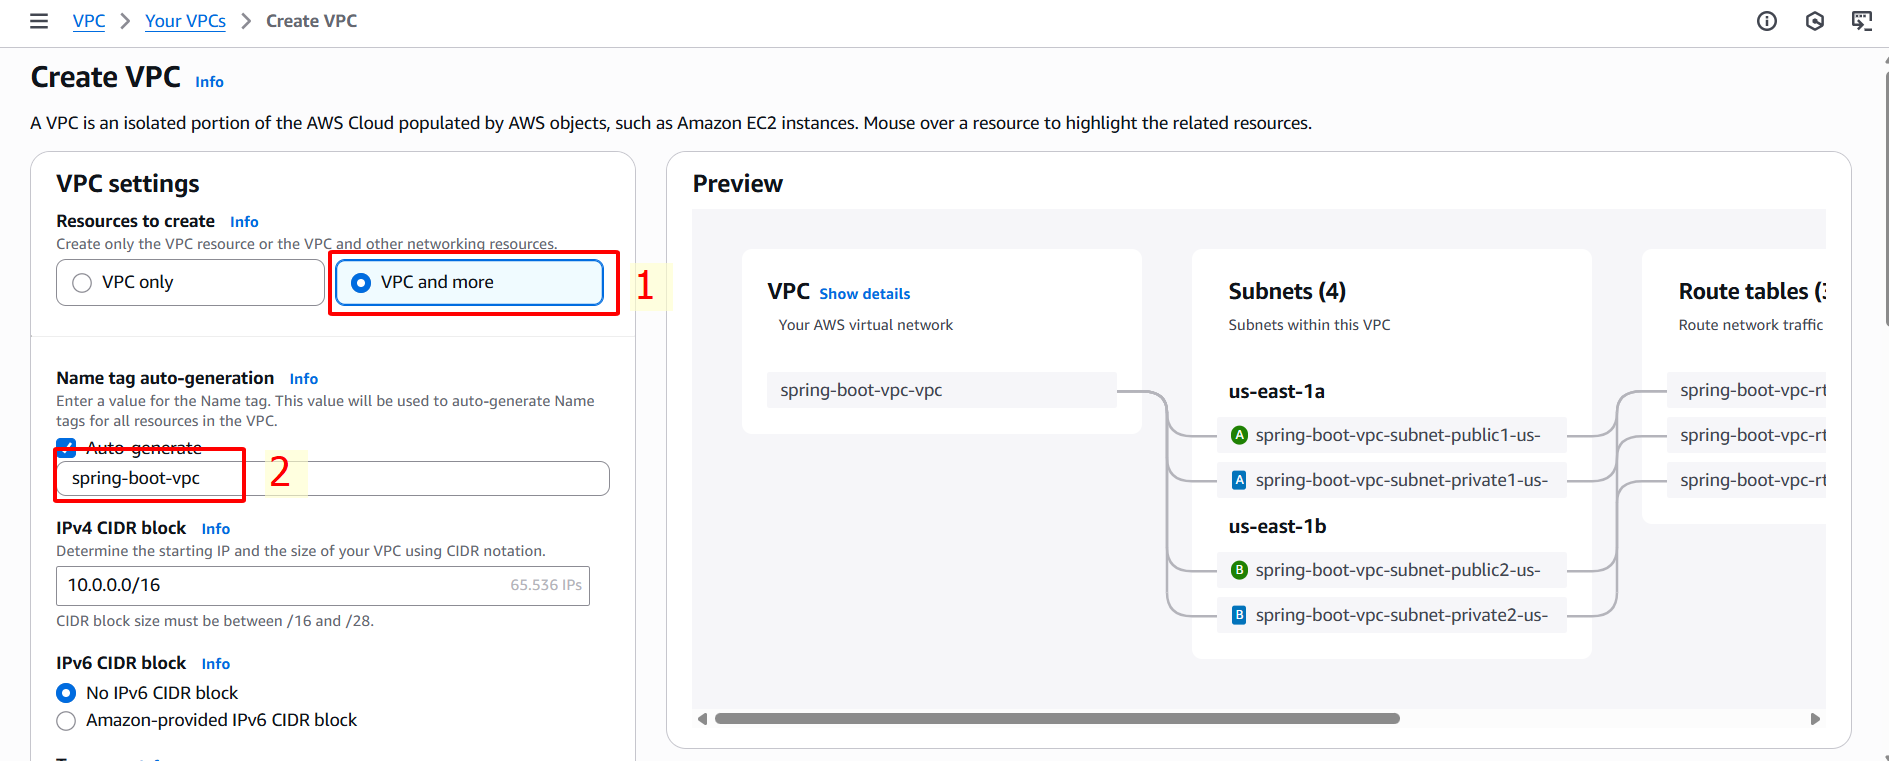 VPC > Your VPCs > Create VPC
Create VPC Info
A VPC is an isolated portion of the AWS Cloud populated by AWS objects, such as Amazon EC2 instances. Mouse over a resource to highlight the related resources.
VPC settings
Resources to create Info
Create only the VPC resource or the VPC and other networking resources.
VPC only
VPC and more
1
Name tag auto-generation Info
Enter a value for the Name tag. This value will be used to auto-generate Name
tags for all resources in the VPC.
Auto-generate
spring-boot-vpc
2
IPv4 CIDR block Info
Determine the starting IP and the size of your VPC using CIDR notation.
10.0.0.0/16 65.536 IPs
CIDR block size must be between /16 and /28.
IPv6 CIDR block Info
No IPv6 CIDR block
Amazon-provided IPv6 CIDR block
Preview
VPC Show details
Your AWS virtual network
spring-boot-vpc-vpc
Subnets (4)
Subnets within this VPC
us-east-1a
A spring-boot-vpc-subnet-public1-us-
A spring-boot-vpc-subnet-private1-us-
us-east-1b
B spring-boot-vpc-subnet-public2-us-
B spring-boot-vpc-subnet-private2-us-
Route tables (3
Route network traffic
spring-boot-vpc-rt
spring-boot-vpc-rt
spring-boot-vpc-rt